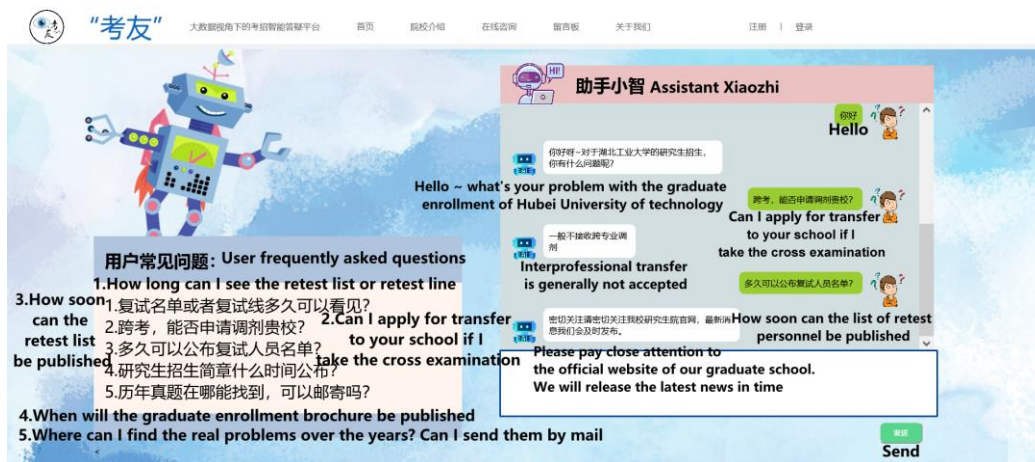 考友
"考友"
大数据视角下的考招智能答疑平台
首页
院校介绍
在线咨询
留言板
关于我们
注册 | 登录
HI!
助手小智 Assistant Xiaozhi
你好
Hello
你好呀~对于湖北工业大学的研究生招生,
你有什么问题呢?
Hello ~ what's your problem with the graduate
enrollment of Hubei University of technology
跨考,能否申请调剂贵校?
Can I apply for transfer
to your school if I
take the cross examination
一般不接收跨专业调
剂
Interprofessional transfer
is generally not accepted
多久可以公布复试人员名单?
How soon can the list of retest
personnel be published
密切关注请密切关注我校研究生院官网,最新消
息我们会及时发布。
Please pay close attention to
the official website of our graduate school.
We will release the latest news in time
发送
Send
用户常见问题: User frequently asked questions
1.How long can I see the retest list or retest line
1.复试名单或者复试线多久可以看见?
2.跨考,能否申请调剂贵校?
2.Can I apply for transfer
to your school if I
take the cross examination
3.How soon
can the
retest list
be published
3.多久可以公布复试人员名单?
4.研究生招生简章什么时间公布?
5.历年真题在哪能找到,可以邮寄吗?
4.When will the graduate enrollment brochure be published
5.Where can I find the real problems over the years? Can I send them by mail